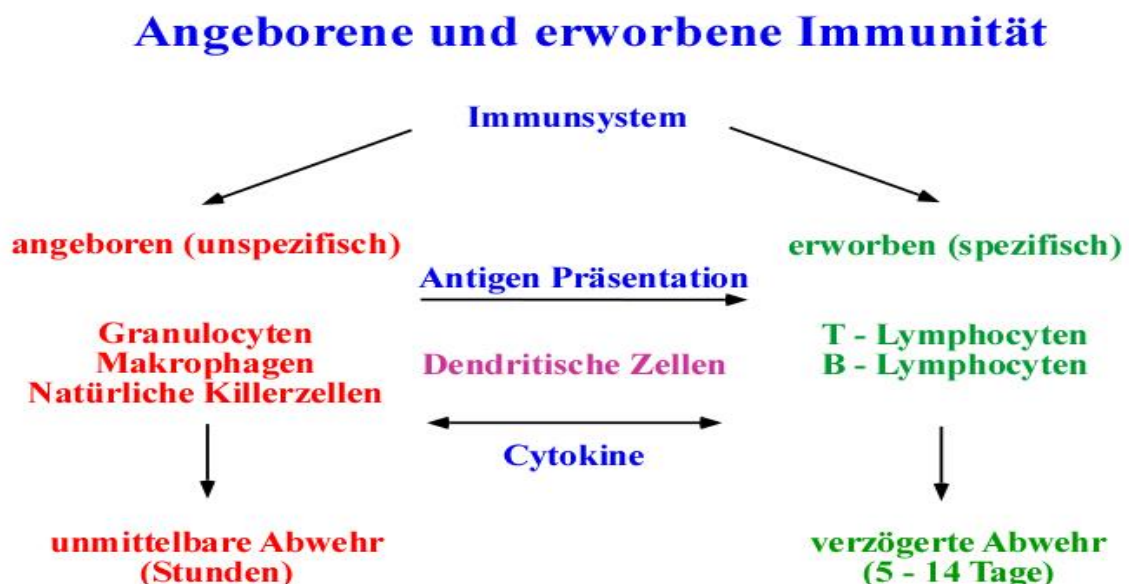 Angeborene und erworbene Immunität
Immunsystem
angeboren (unspezifisch)
erworben (spezifisch)
Antigen Präsentation
Granulocyten
Makrophagen
Natürliche Killerzellen
Dendritische Zellen
T - Lymphocyten
B - Lymphocyten
Cytokine
unmittelbare Abwehr
(Stunden)
verzögerte Abwehr
(5 - 14 Tage)